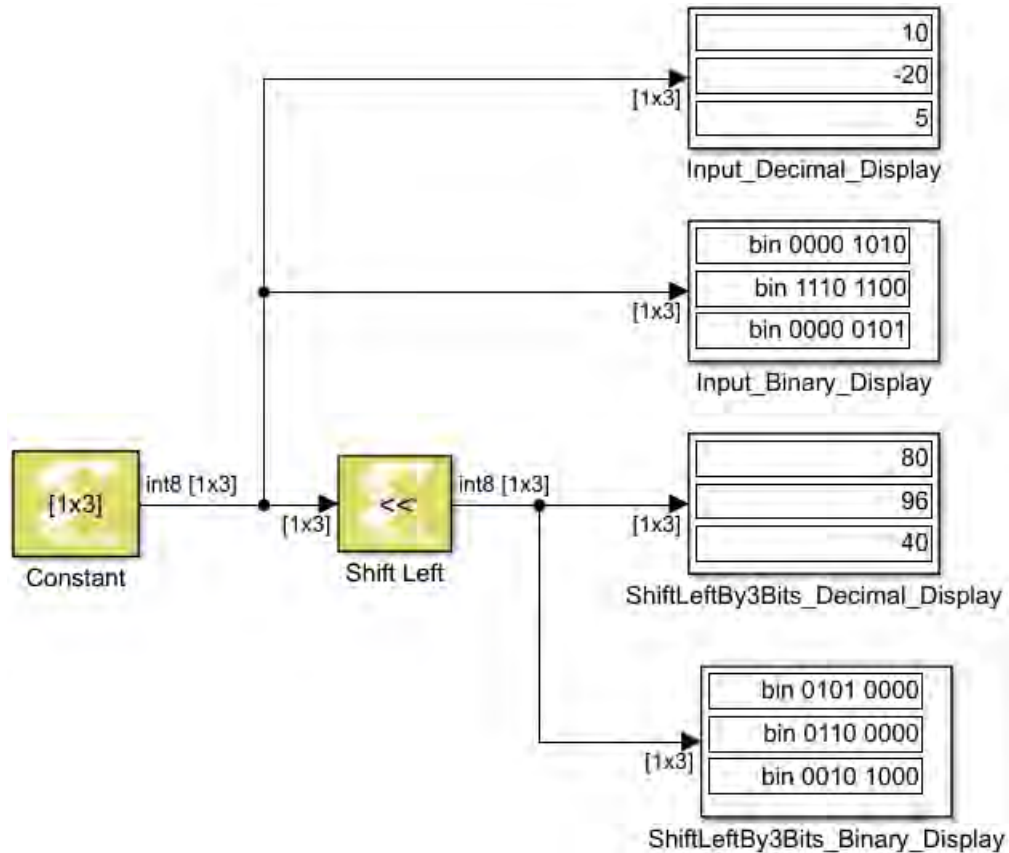 10
-20
5
[1x3]
Input_Decimal_Display
bin 0000 1010
bin 1110 1100
bin 0000 0101
[1x3]
Input_Binary_Display
[1x3]
int8 [1x3]
[1x3]
<<
int8 [1x3]
[1x3]
80
96
40
Constant
Shift Left
ShiftLeftBy3Bits_Decimal_Display
bin 0101 0000
bin 0110 0000
bin 0010 1000
[1x3]
ShiftLeftBy3Bits_Binary_Display